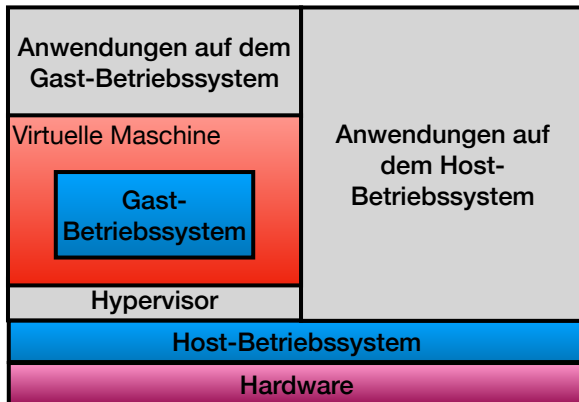 Anwendungen auf dem
Gast-Betriebssystem
Virtuelle Maschine
Gast-
Betriebssystem
Hypervisor
Anwendungen auf
dem Host-
Betriebssystem
Host-Betriebssystem
Hardware